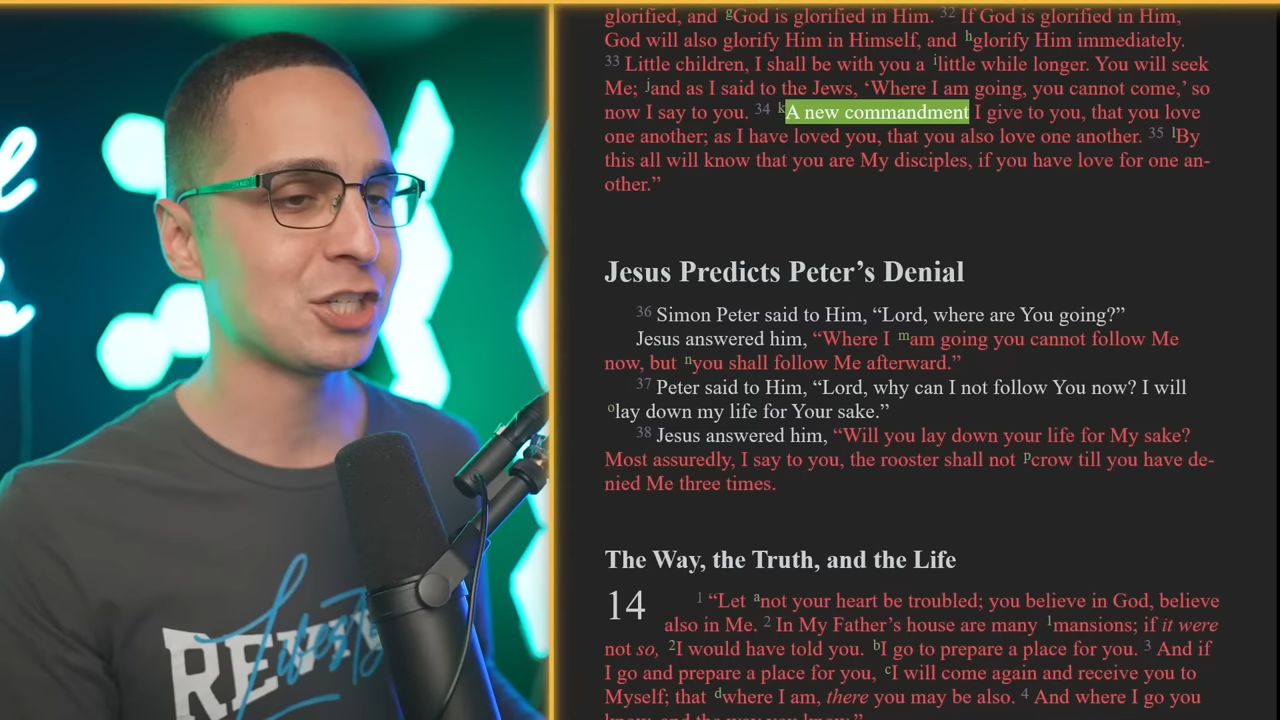 glorified, and gGod is glorified in Him. 32 If God is glorified in Him,
God will also glorify Him in Himself, and hglorify Him immediately.
33 Little children, I shall be with you a ilittle while longer. You will seek
Me; jand as I said to the Jews, ‘Where I am going, you cannot come,’ so
now I say to you. 34 kA new commandment I give to you, that you love
one another; as I have loved you, that you also love one another. 35 lBy
this all will know that you are My disciples, if you have love for one an-
other.”
Jesus Predicts Peter’s Denial
36 Simon Peter said to Him, “Lord, where are You going?”
Jesus answered him, “Where I mam going you cannot follow Me
now, but nyou shall follow Me afterward.”
37 Peter said to Him, “Lord, why can I not follow You now? I will
olay down my life for Your sake.”
38 Jesus answered him, “Will you lay down your life for My sake?
Most assuredly, I say to you, the rooster shall not pcrow till you have de-
nied Me three times.
The Way, the Truth, and the Life
14 1 “Let anot your heart be troubled; you believe in God, believe
also in Me. 2 In My Father’s house are many 1mansions; if it were
not so, 2I would have told you. bI go to prepare a place for you. 3 And if
I go and prepare a place for you, cI will come again and receive you to
Myself; that dwhere I am, there you may be also. 4 And where I go you
know, and the way you know.”